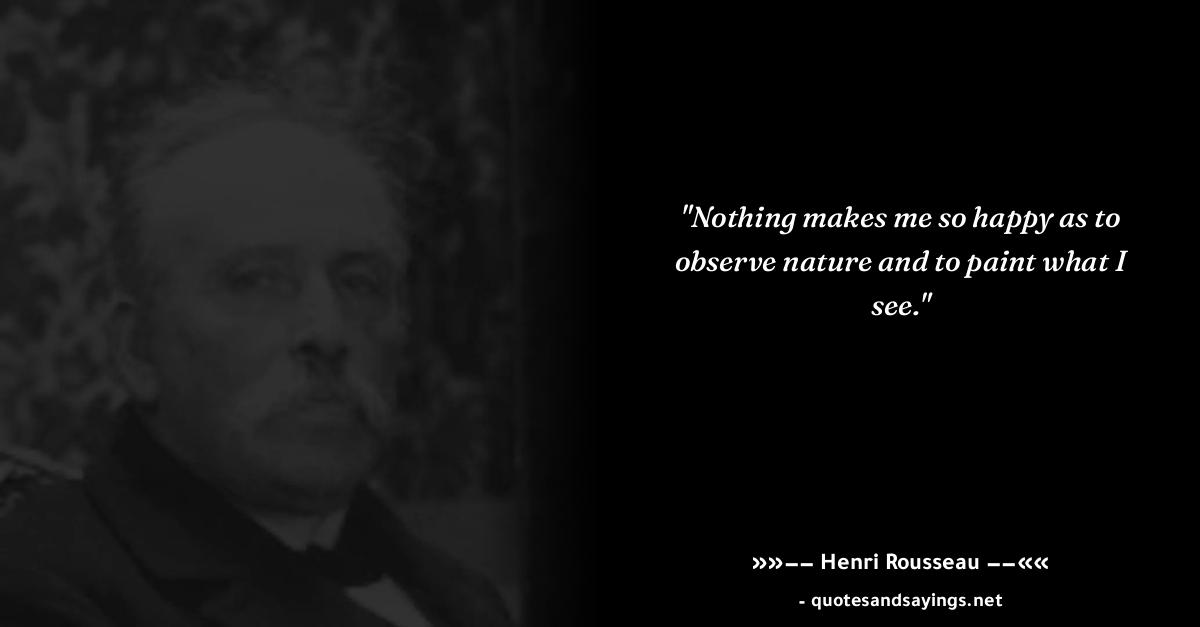 "Nothing makes me so happy as to
observe nature and to paint what I
see."
»»–– Henri Rousseau ––««
- quotesandsayings.net